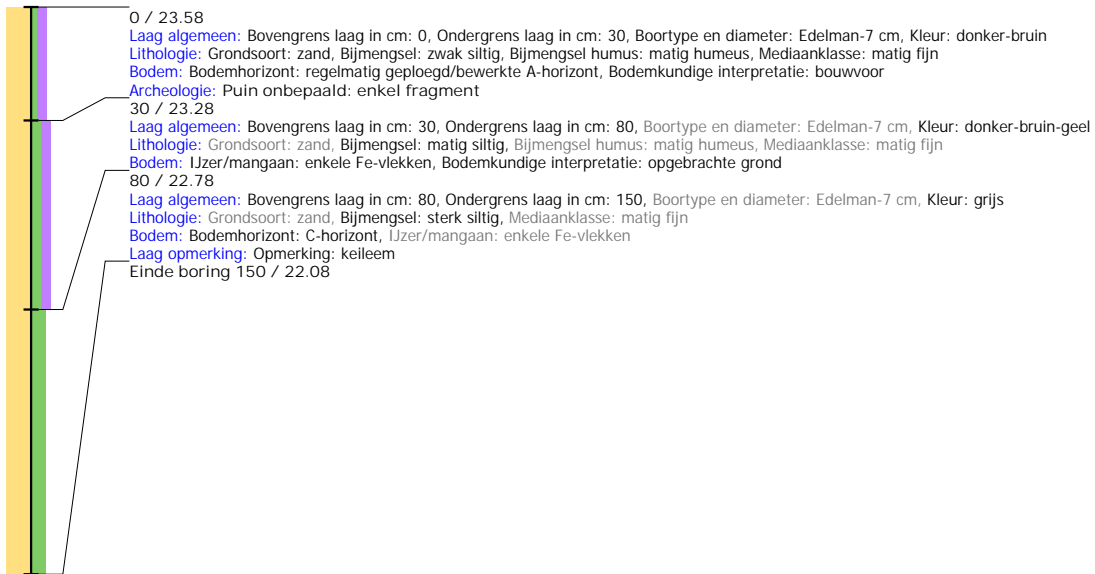 0 / 23.58
Laag algemeen: Bovengrens laag in cm: 0, Ondergrens laag in cm: 30, Boortype en diameter: Edelman-7 cm, Kleur: donker-bruin
Lithologie: Grondsoort: zand, Bijmengsel: zwak siltig, Bijmengsel humus: matig humeus, Mediaanklasse: matig fijn
Bodem: Bodemhorizont: regelmatig geploegd/bewerkte A-horizont, Bodemkundige interpretatie: bouwvoor
Archeologie: Puin onbepaald: enkel fragment
30 / 23.28
Laag algemeen: Bovengrens laag in cm: 30, Ondergrens laag in cm: 80, Boortype en diameter: Edelman-7 cm, Kleur: donker-bruin-geel
Lithologie: Grondsoort: zand, Bijmengsel: matig siltig, Bijmengsel humus: matig humeus, Mediaanklasse: matig fijn
Bodem: IJzer/mangaan: enkele Fe-vlekken, Bodemkundige interpretatie: opgebrachte grond
80 / 22.78
Laag algemeen: Bovengrens laag in cm: 80, Ondergrens laag in cm: 150, Boortype en diameter: Edelman-7 cm, Kleur: grijs
Lithologie: Grondsoort: zand, Bijmengsel: sterk siltig, Mediaanklasse: matig fijn
Bodem: Bodemhorizont: C-horizont, IJzer/mangaan: enkele Fe-vlekken
Laag opmerking: Opmerking: keileem
Einde boring 150 / 22.08